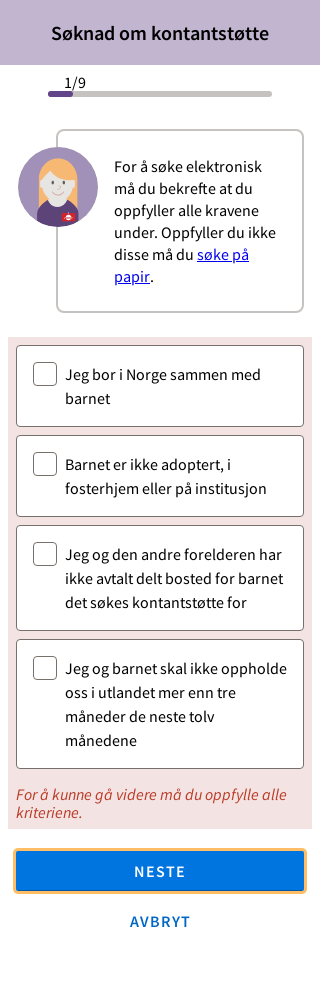 Søknad om kontantstøtte
1/9
For å søke elektronisk
må du bekrefte at du
oppfyller alle kravene
under. Oppfyller du ikke
disse må du søke på
papir.
Jeg bor i Norge sammen med
barnet
Barnet er ikke adoptert, i
fosterhjem eller på institusjon
Jeg og den andre forelderen har
ikke avtalt delt bosted for barnet
det søkes kontantstøtte for
Jeg og barnet skal ikke oppholde
oss i utlandet mer enn tre
måneder de neste tolv
månedene
For å kunne gå videre må du oppfylle alle
kriteriene.
NESTE
AVBRYT